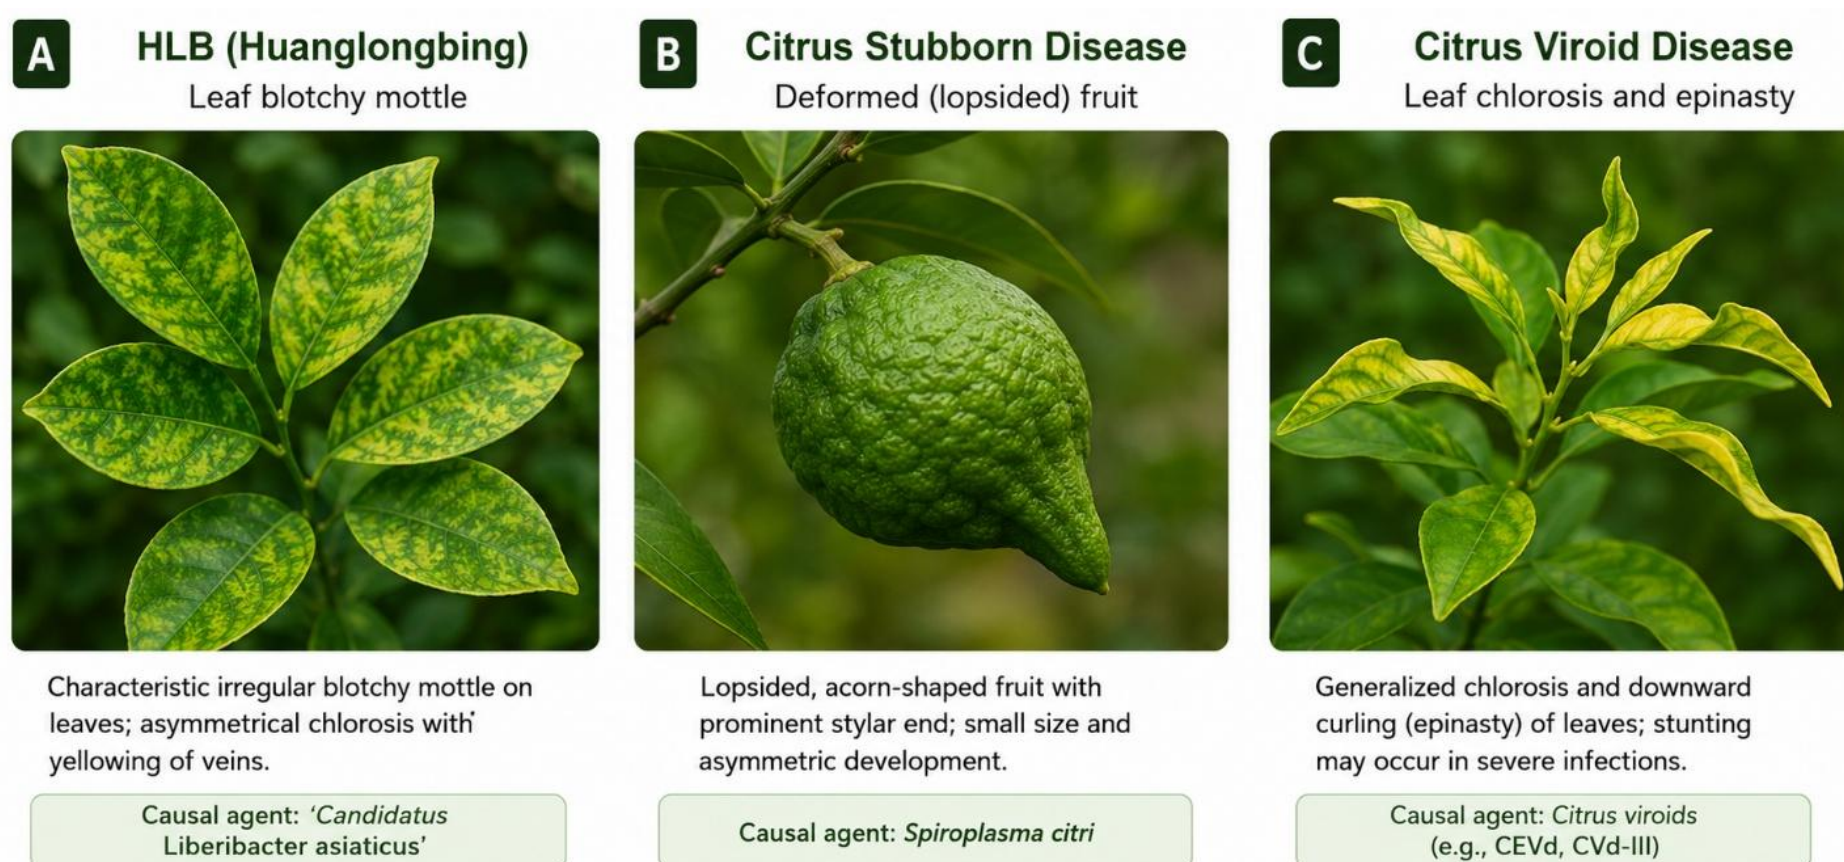 A
HLB (Huanglongbing)
Leaf blotchy mottle
Characteristic irregular blotchy mottle on
leaves; asymmetrical chlorosis with
yellowing of veins.
Causal agent: ‘Candidatus
Liberibacter asiaticus’
B
Citrus Stubborn Disease
Deformed (lopsided) fruit
Lopsided, acorn-shaped fruit with
prominent stylar end; small size and
asymmetric development.
Causal agent: Spiroplasma citri
C
Citrus Viroid Disease
Leaf chlorosis and epinasty
Generalized chlorosis and downward
curling (epinasty) of leaves; stunting
may occur in severe infections.
Causal agent: Citrus viroids
(e.g., CEVd, CVd-III)